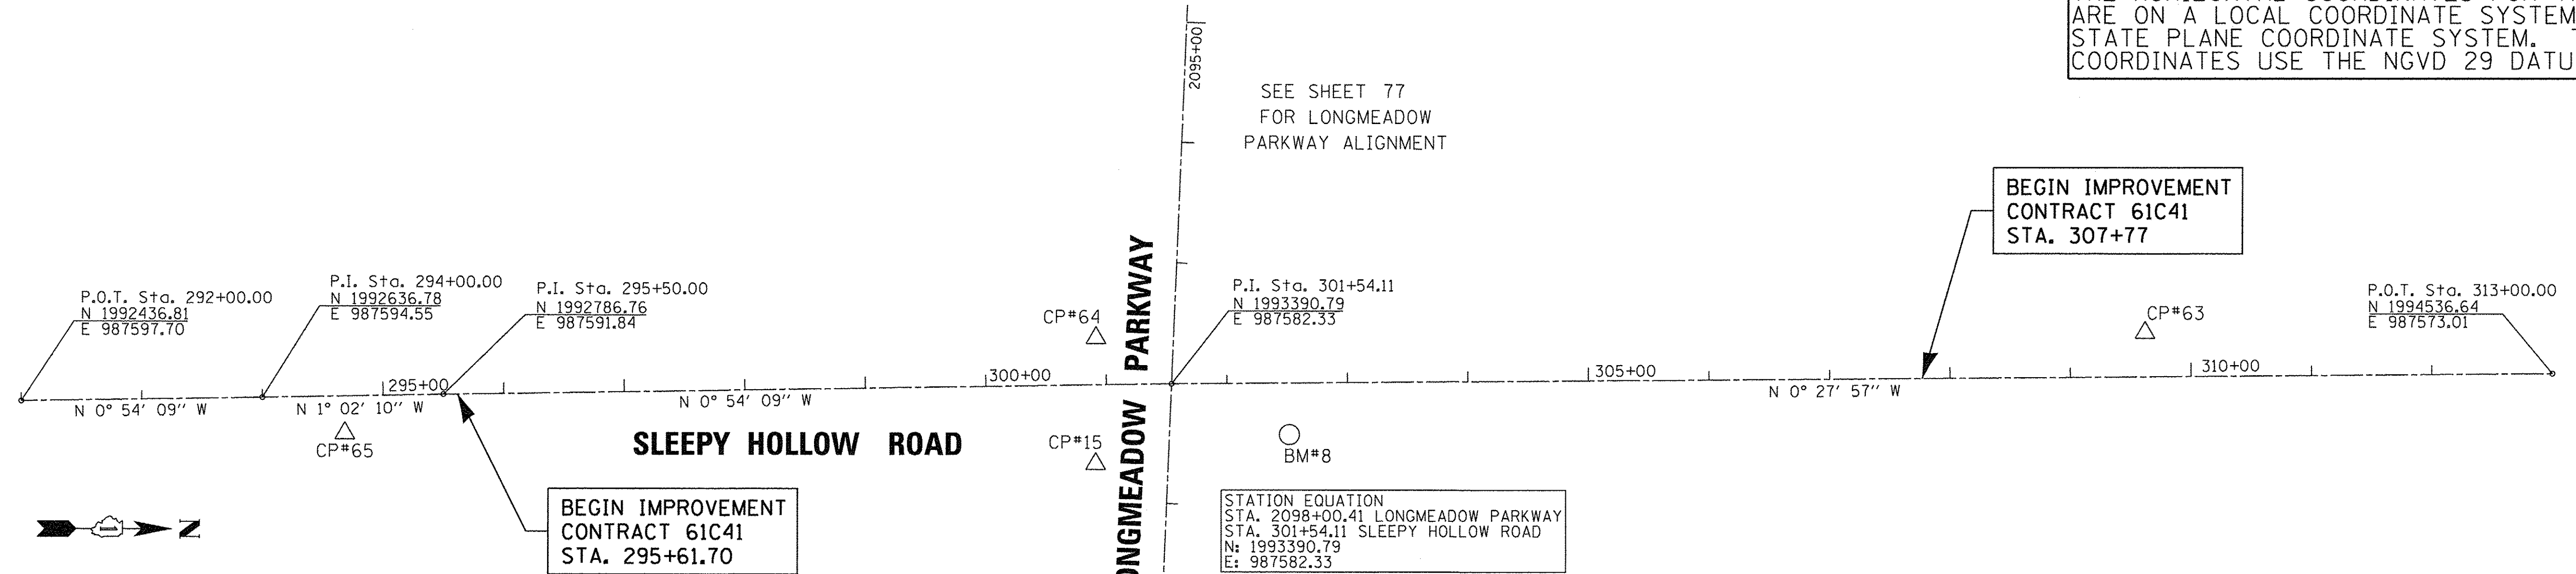 ARE ON A LOCAL COORDINATE SYSTEM
STATE PLANE COORDINATE SYSTEM.
COORDINATES USE THE NGVD 29 DATU
2095+00
SEE SHEET 77
FOR LONGMEADOW
PARKWAY ALIGNMENT
BEGIN IMPROVEMENT
CONTRACT 61C41
STA. 307+77
P.O.T. Sta. 292+00.00
N 1992436.81
E 987597.70
P.I. Sta. 294+00.00
N 1992636.78
E 987594.55
P.I. Sta. 295+50.00
N 1992786.76
E 987591.84
CP#64
P.I. Sta. 301+54.11
N 1993390.79
E 987582.33
CP#63
P.O.T. Sta. 313+00.00
N 1994536.64
E 987573.01
295+00
300+00
305+00
310+00
N 0° 54' 09'' W
N 1° 02' 10'' W
N 0° 54' 09'' W
N 0° 27' 57'' W
CP#65
SLEEPY HOLLOW ROAD
CP#15
ONGMEADOW PARKWAY
BM#8
BEGIN IMPROVEMENT
CONTRACT 61C41
STA. 295+61.70
STATION EQUATION
STA. 2098+00.41 LONGMEADOW PARKWAY
STA. 301+54.11 SLEEPY HOLLOW ROAD
N: 1993390.79
E: 987582.33
N